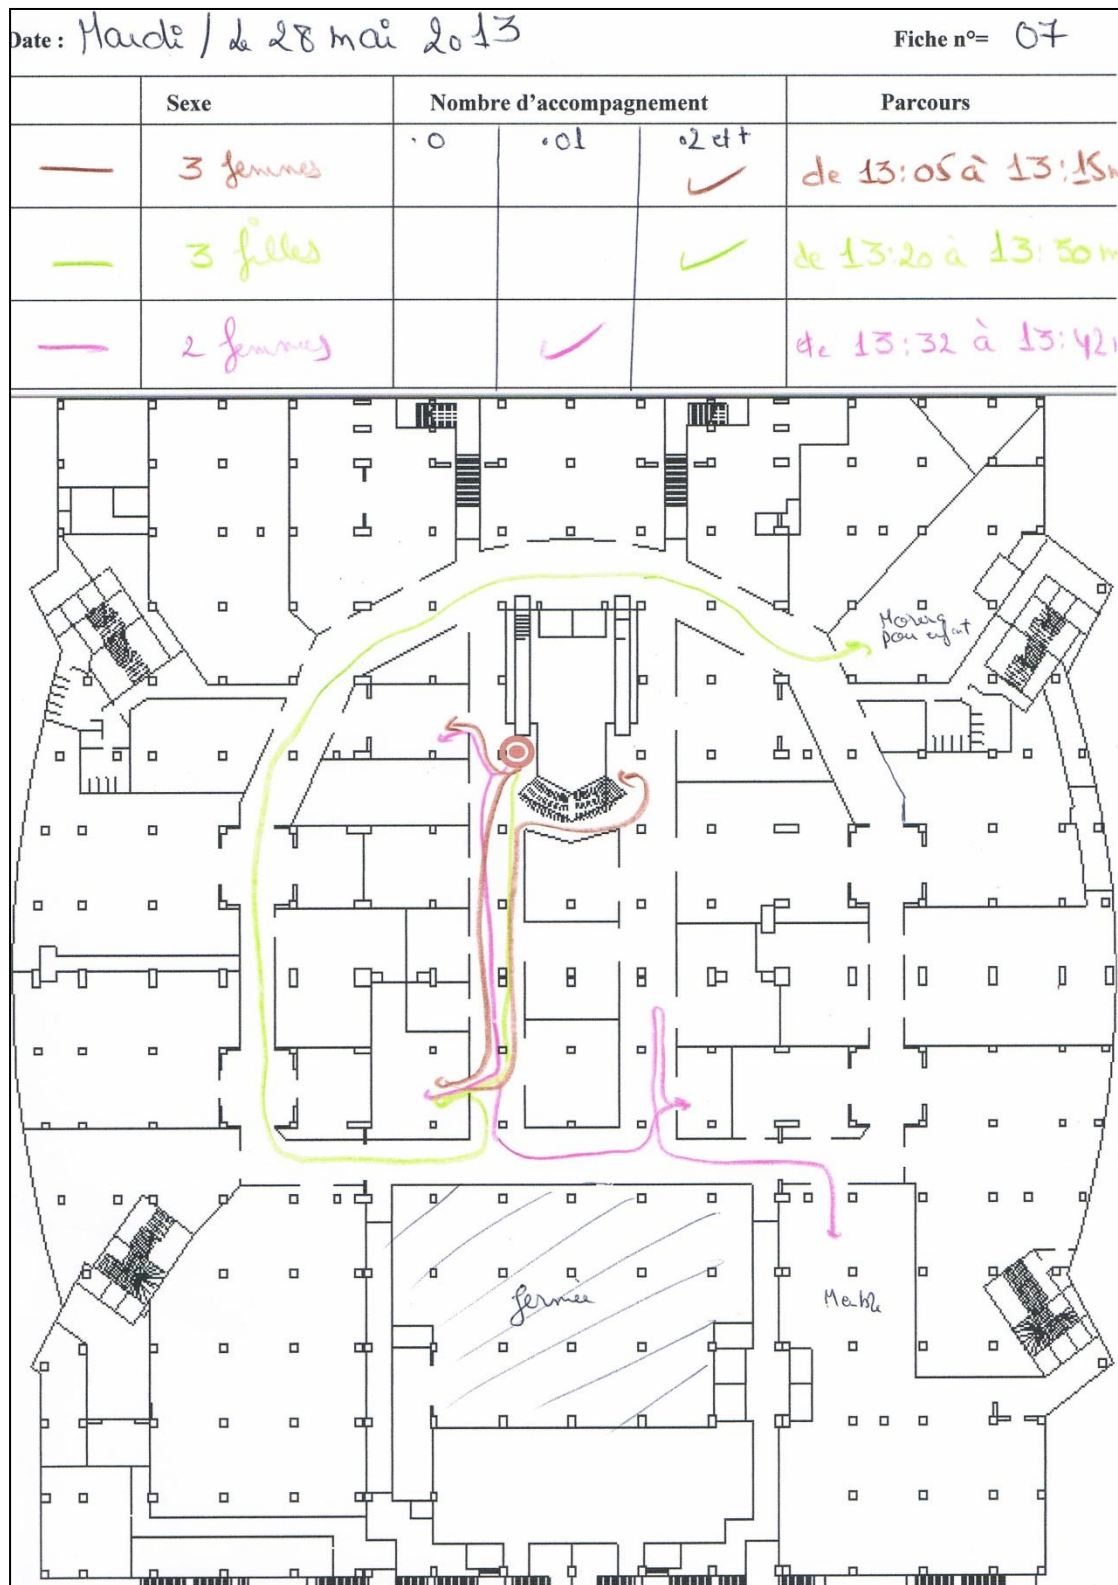 Date : Mardi / le 28 mai 2013 Fiche n°= 07
Sexe Nombre d'accompagnement Parcours
.0 .01 .2 et +
3 femmes de 13:05 à 13:15m
3 filles de 13:20 à 13:30 m
2 femmes de 13:32 à 13:42
pour enfant
fermée
Meuble